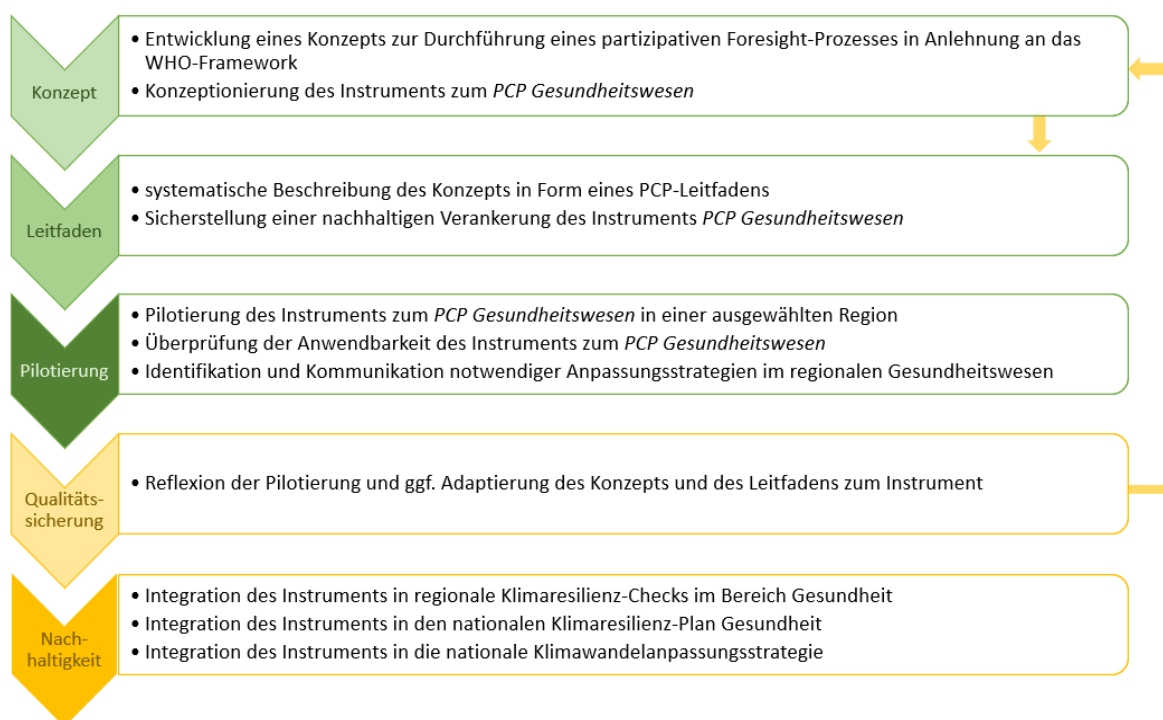 Konzept
• Entwicklung eines Konzepts zur Durchführung eines partizipativen Foresight-Prozesses in Anlehnung an das
WHO-Framework
• Konzeptionierung des Instruments zum PCP Gesundheitswesen
Leitfaden
• systematische Beschreibung des Konzepts in Form eines PCP-Leitfadens
• Sicherstellung einer nachhaltigen Verankerung des Instruments PCP Gesundheitswesen
Pilotierung
• Pilotierung des Instruments zum PCP Gesundheitswesen in einer ausgewählten Region
• Überprüfung der Anwendbarkeit des Instruments zum PCP Gesundheitswesen
• Identifikation und Kommunikation notwendiger Anpassungsstrategien im regionalen Gesundheitswesen
Qualitäts-
sicherung
• Reflexion der Pilotierung und ggf. Adaptierung des Konzepts und des Leitfadens zum Instrument
Nach-
haltigkeit
• Integration des Instruments in regionale Klimaresilienz-Checks im Bereich Gesundheit
• Integration des Instruments in den nationalen Klimaresilienz-Plan Gesundheit
• Integration des Instruments in die nationale Klimawandelanpassungsstrategie